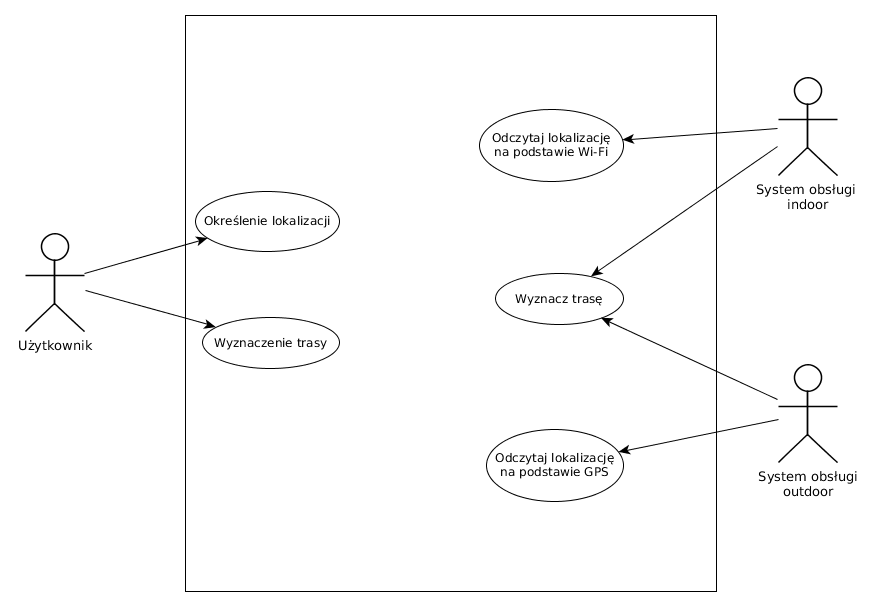 Odczytaj lokalizację
na podstawie Wi-Fi
System obsługi
indoor
Określenie lokalizacji
Wyznacz trasę
Wyznaczenie trasy
Użytkownik
Odczytaj lokalizację
na podstawie GPS
System obsługi
outdoor